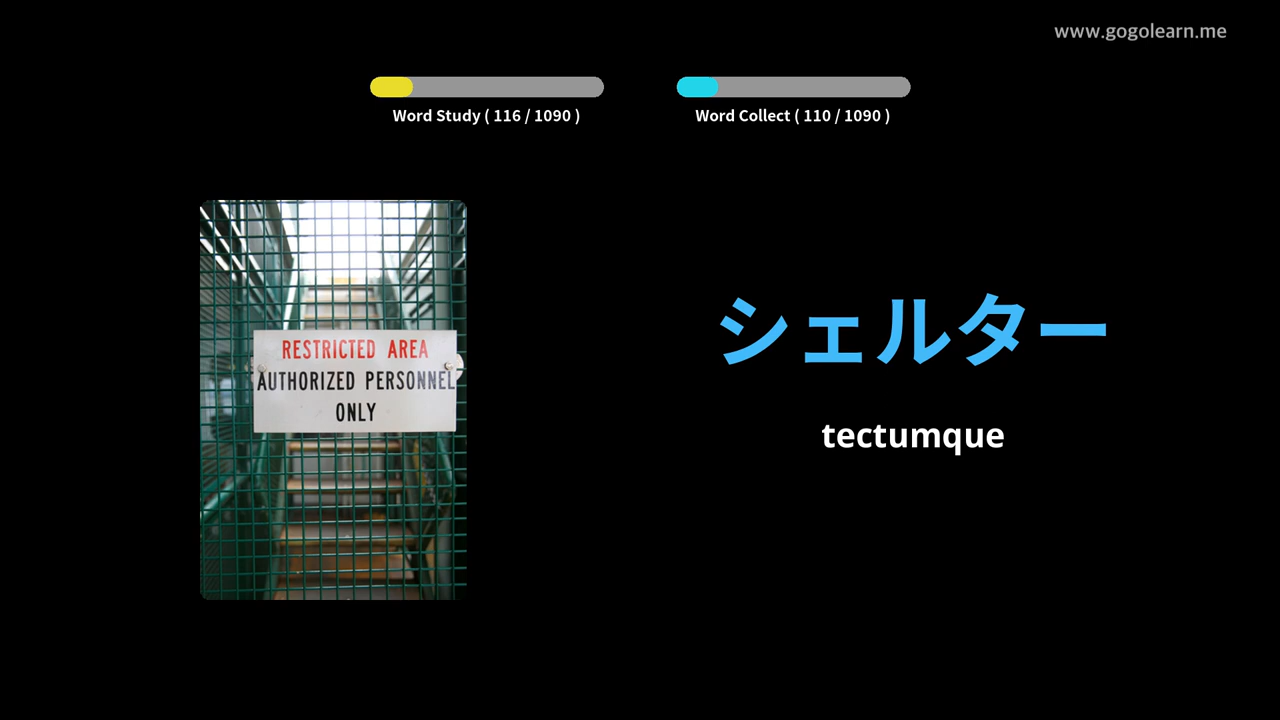 www.gogolearn.me
Word Study ( 116 / 1090 )
Word Collect ( 110 / 1090 )
RESTRICTED AREA
AUTHORIZED PERSONNEL
ONLY
シェルター
tectumque